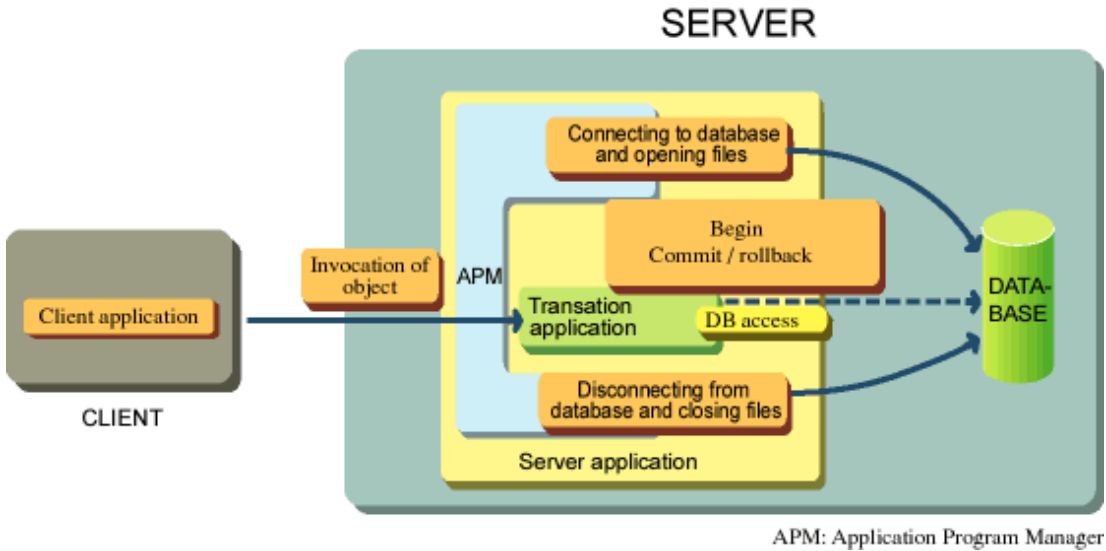 SERVER
Connecting to database
and opening files
Begin
Commit / rollback
Invocation of
object
APM
Client application
Transation
application
DB access
DATA-
BASE
Disconnecting from
database and closing files
CLIENT
Server application
APM: Application Program Manager